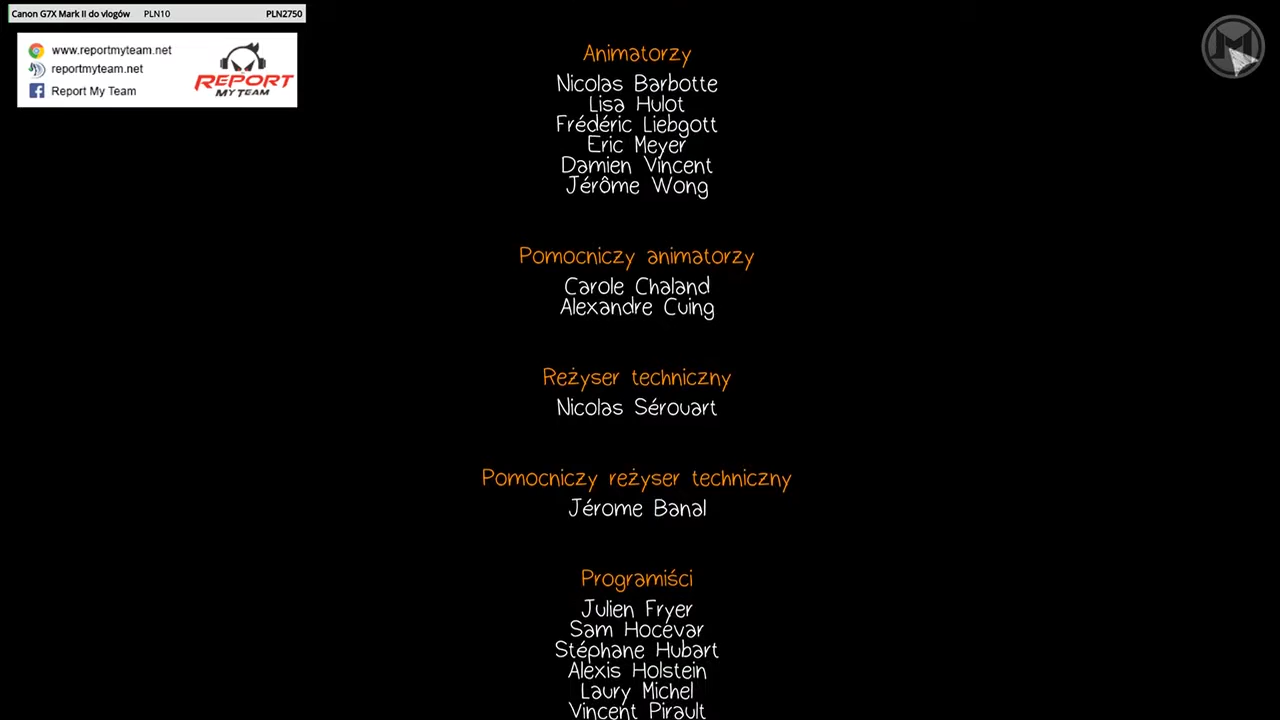 Canon G7X Mark II do vlogów PLN10 PLN2750
www.reportmyteam.net
reportmyteam.net
Report My Team
REPORT
MY TEAM
Animatorzy
Nicolas Barbotte
Lisa Hulot
Frédéric Liebgott
Eric Meyer
Damien Vincent
Jérôme Wong
Pomocniczy animatorzy
Carole Chaland
Alexandre Cuing
Reżyser techniczny
Nicolas Sérouart
Pomocniczy reżyser techniczny
Jérome Banal
Programiści
Julien Fryer
Sam Hocevar
Stéphane Hubart
Alexis Holstein
Laury Michel
Vincent Pirault